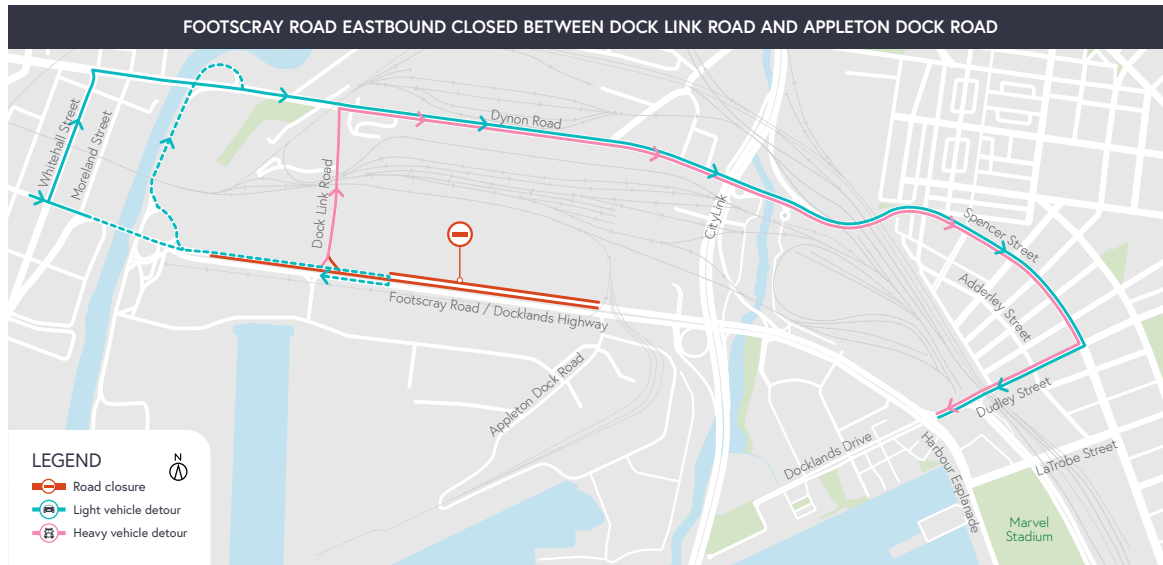 FOOTSCRAY ROAD EASTBOUND CLOSED BETWEEN DOCK LINK ROAD AND APPLETON DOCK ROAD
Whitehall Street
Moreland Street
Dynon Road
Dock Link Road
CityLink
Spencer Street
Adderley Street
Footscray Road / Docklands Highway
Appleton Dock Road
Dudley Street
Docklands Drive
Harbour Esplanade
LaTrobe Street
Marvel
Stadium
LEGEND
N
Road closure
Light vehicle detour
Heavy vehicle detour